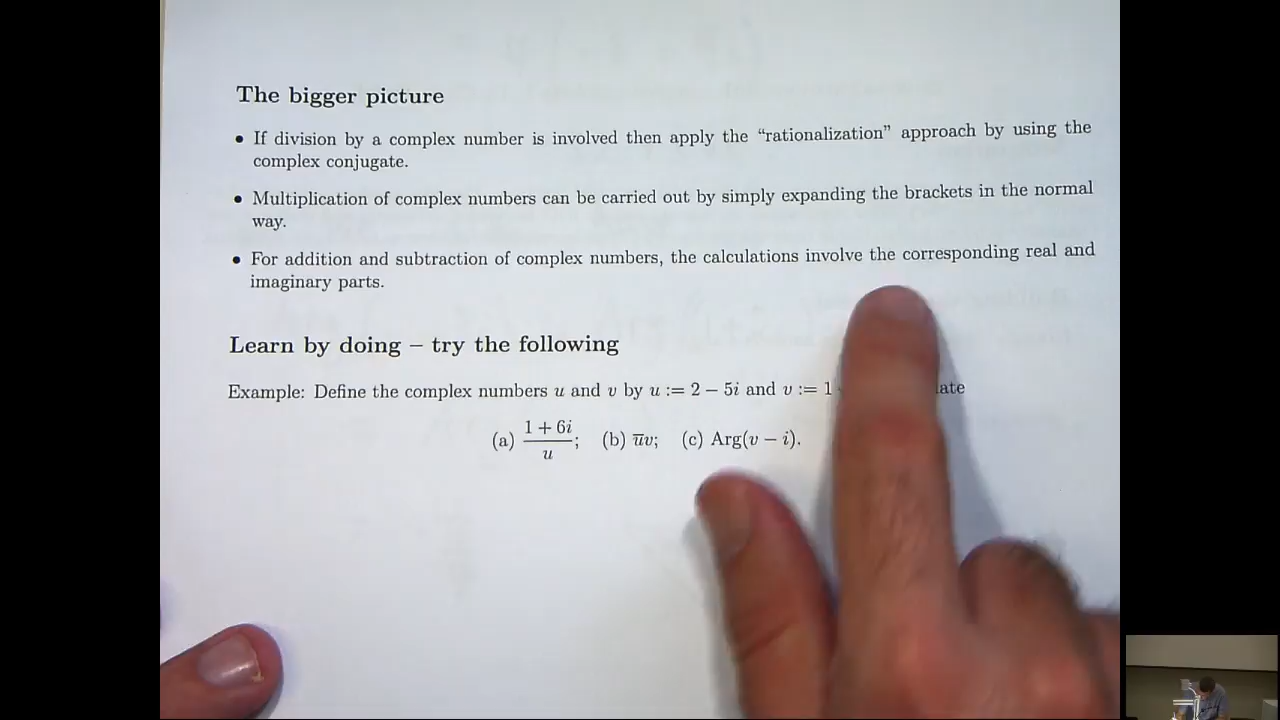 The bigger picture
• If division by a complex number is involved then apply the “rationalization” approach by using the
complex conjugate.
• Multiplication of complex numbers can be carried out by simply expanding the brackets in the normal
way.
• For addition and subtraction of complex numbers, the calculations involve the corresponding real and
imaginary parts.
Learn by doing – try the following
Example: Define the complex numbers u and v by u := 2 − 5i and v := 1 ate
(a) (1 + 6i)/u; (b) u̅v; (c) Arg(v − i).